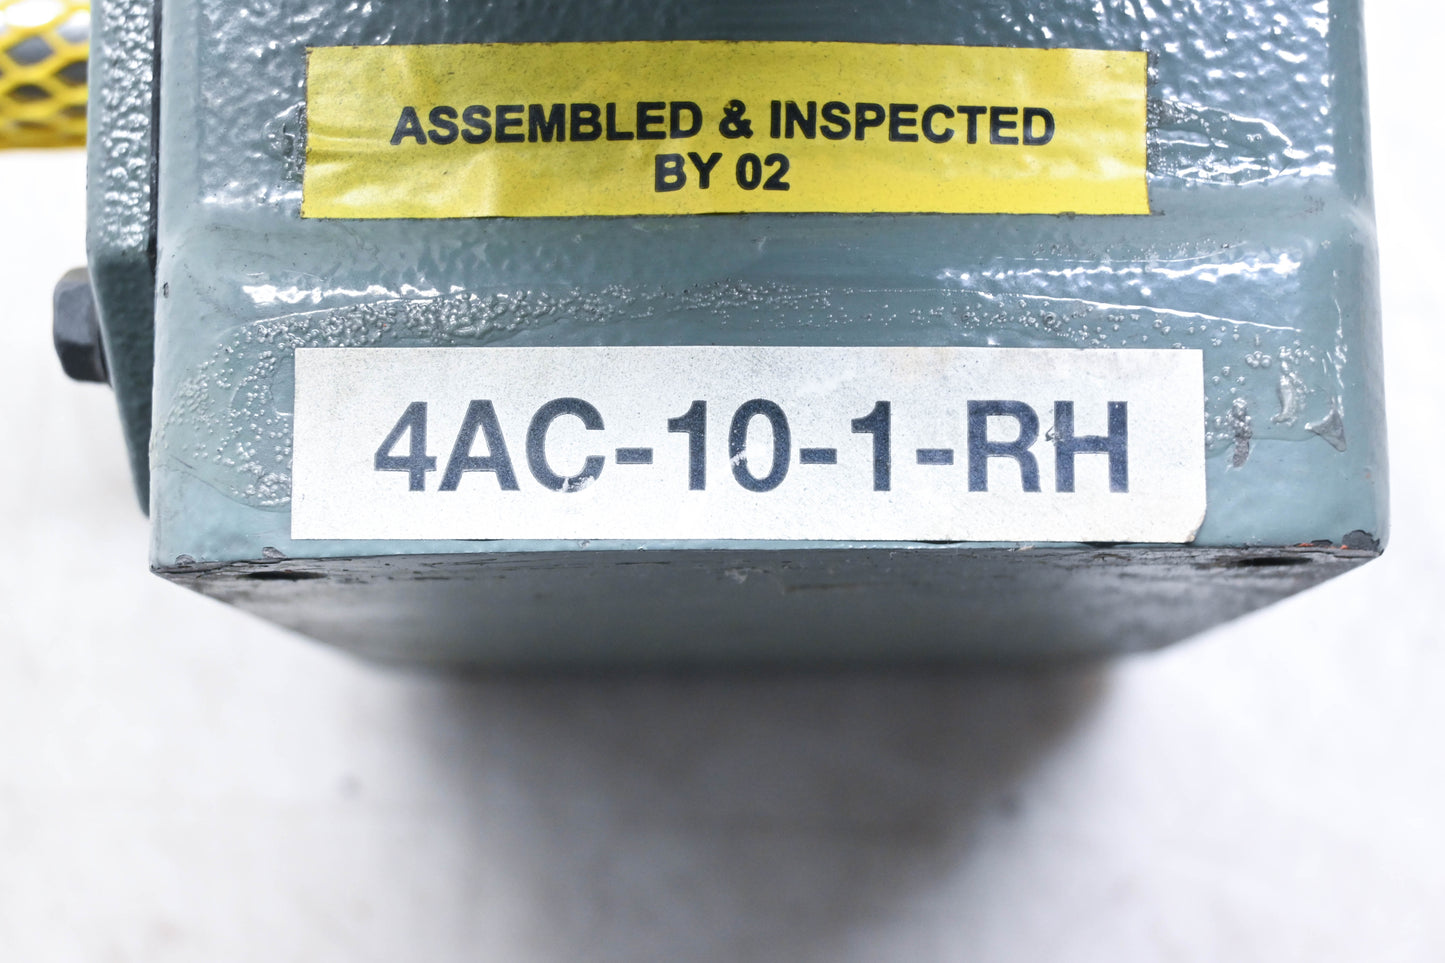 ASSEMBLED & INSPECTED
BY 02
4AC-10-1-RH